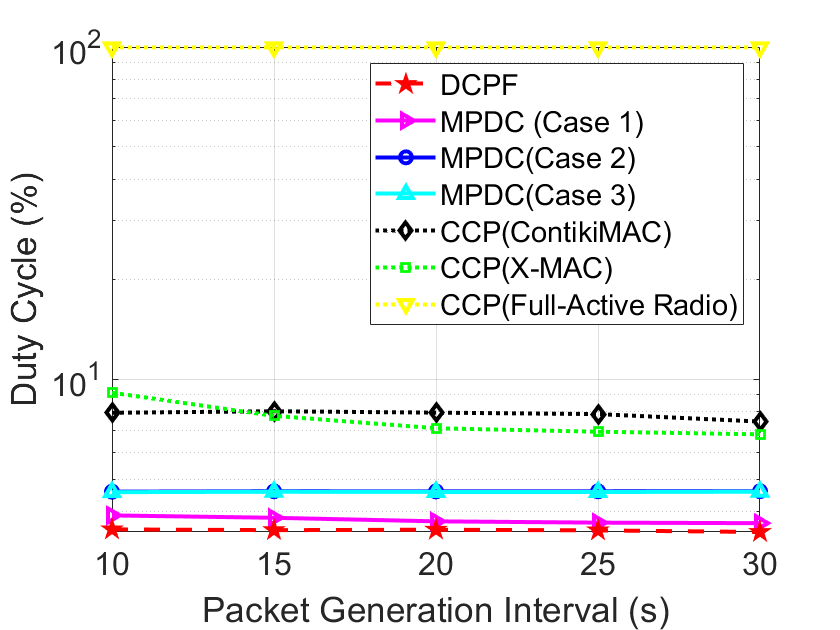 10²
10¹
Duty Cycle (%)
DCPF
MPDC (Case 1)
MPDC(Case 2)
MPDC(Case 3)
CCP(ContikiMAC)
CCP(X-MAC)
CCP(Full-Active Radio)
10 15 20 25 30
Packet Generation Interval (s)